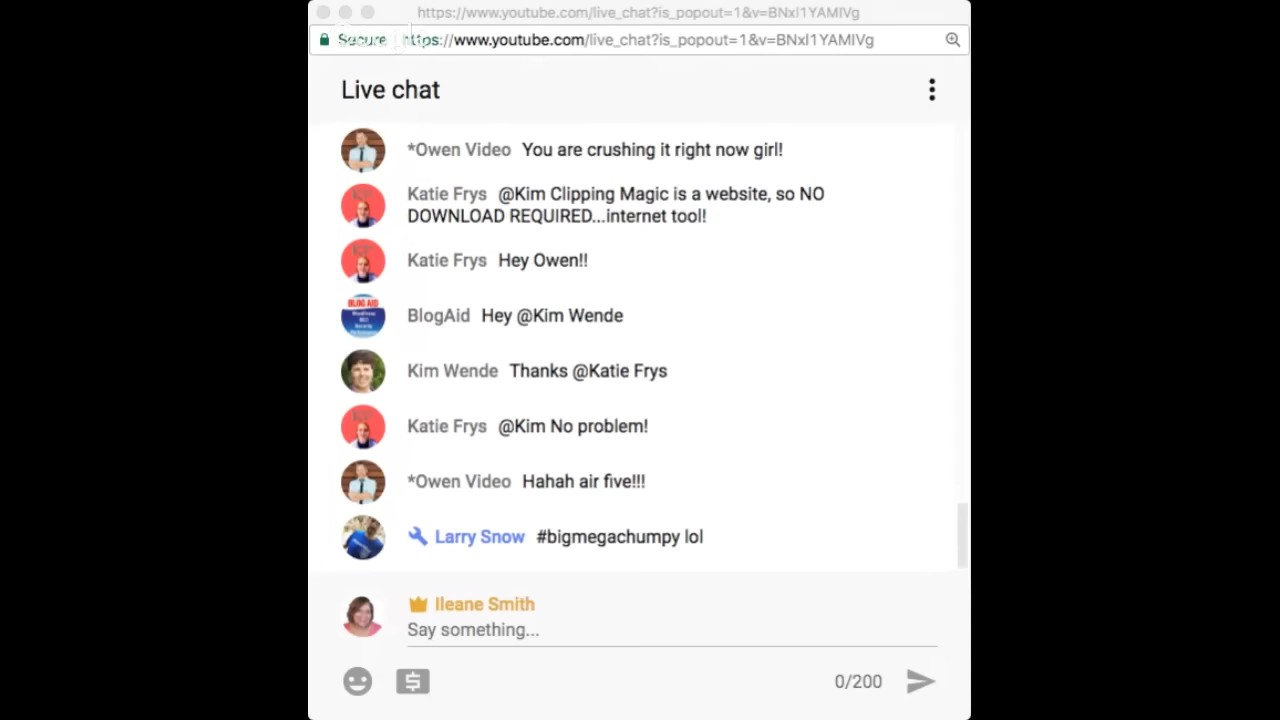 https://www.youtube.com/live_chat?is_popout=1&v=BNxl1YAMIVg
Secure https://www.youtube.com/live_chat?is_popout=1&v=BNxl1YAMIVg
Live chat
*Owen Video You are crushing it right now girl!
Katie Frys @Kim Clipping Magic is a website, so NO
DOWNLOAD REQUIRED...internet tool!
Katie Frys Hey Owen!!
BLOG AID
BlogAid Hey @Kim Wende
Kim Wende Thanks @Katie Frys
Katie Frys @Kim No problem!
*Owen Video Hahah air five!!!
Larry Snow #bigmegachumpy lol
Ileane Smith
Say something...
0/200